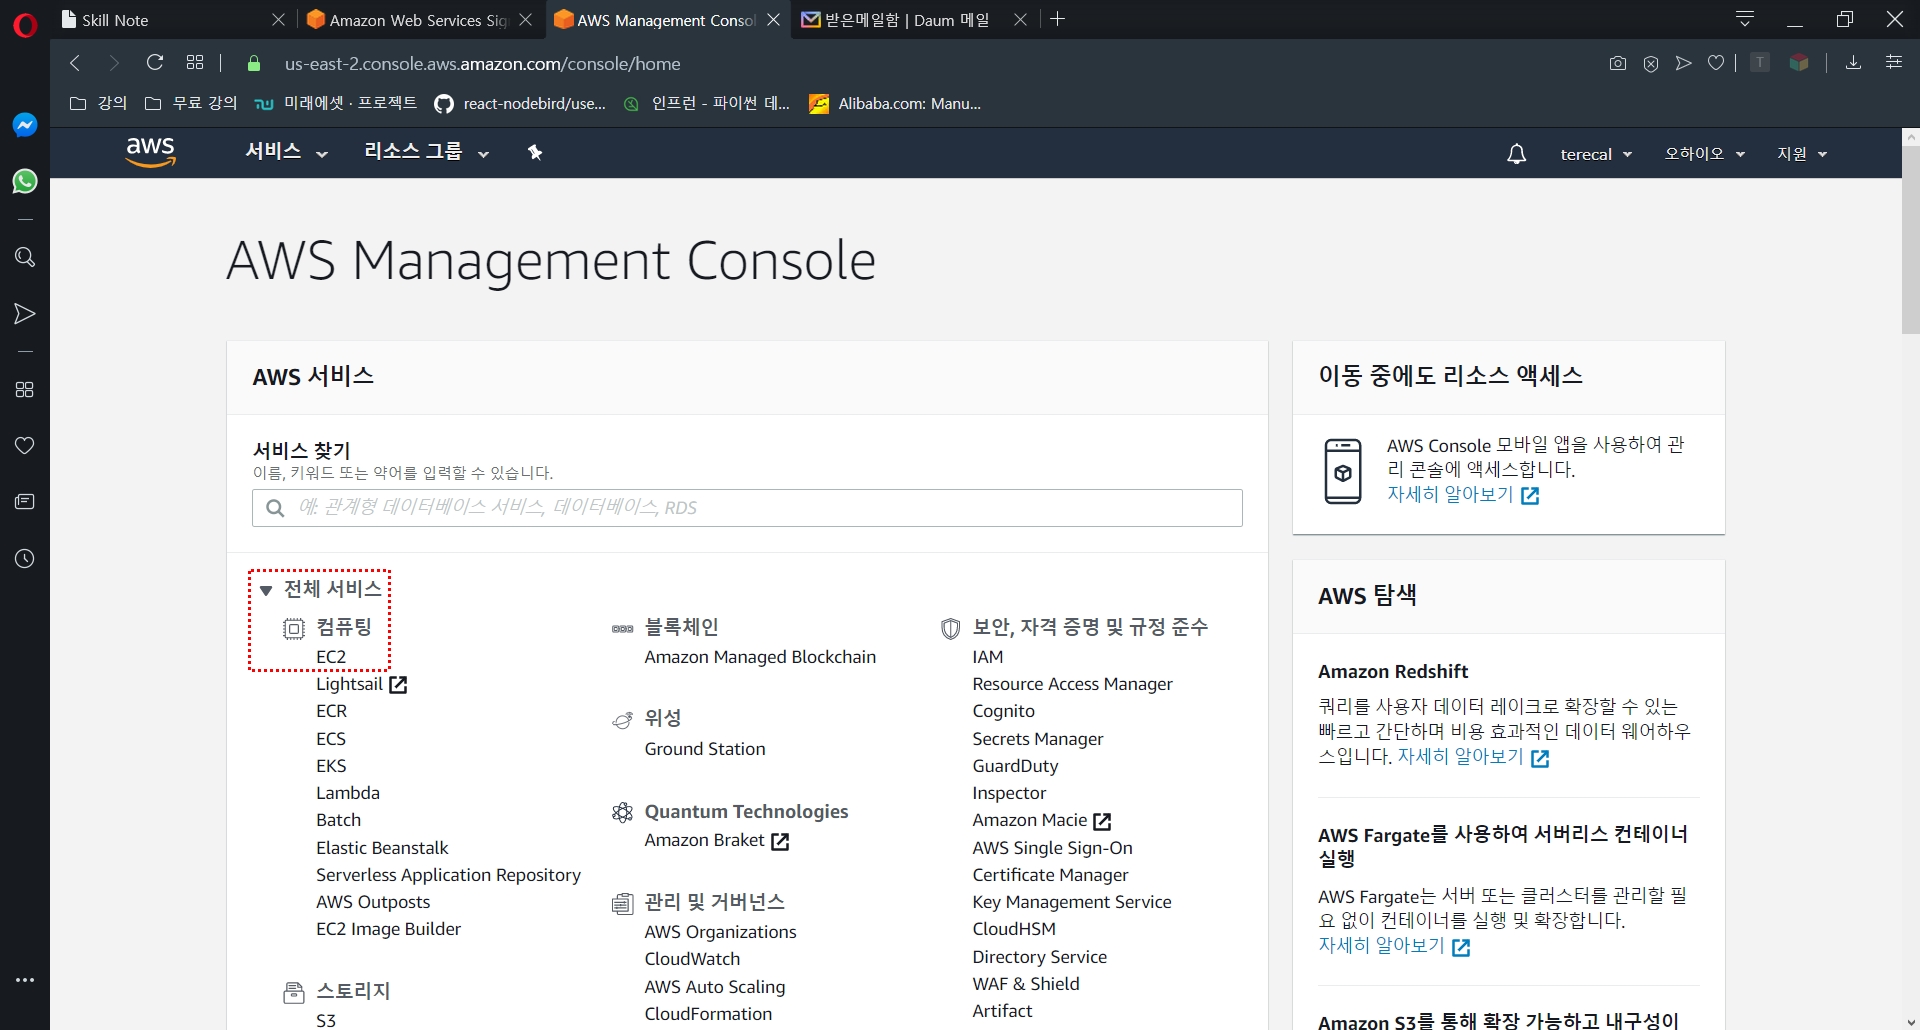 Skill Note
Amazon Web Services Sig
AWS Management Consol
받은메일함 | Daum 메일
us-east-2.console.aws.amazon.com/console/home
강의
무료 강의
미래에셋 · 프로젝트
react-nodebird/use...
인프런 - 파이썬 데...
Alibaba.com: Manu...
aws
서비스
리소스 그룹
terecal
오하이오
지원
AWS Management Console
AWS 서비스
서비스 찾기
이름, 키워드 또는 약어를 입력할 수 있습니다.
예: 관계형 데이터베이스 서비스, 데이터베이스, RDS
전체 서비스
컴퓨팅
EC2
Lightsail
ECR
ECS
EKS
Lambda
Batch
Elastic Beanstalk
Serverless Application Repository
AWS Outposts
EC2 Image Builder
스토리지
S3
블록체인
Amazon Managed Blockchain
위성
Ground Station
Quantum Technologies
Amazon Braket
관리 및 거버넌스
AWS Organizations
CloudWatch
AWS Auto Scaling
CloudFormation
보안, 자격 증명 및 규정 준수
IAM
Resource Access Manager
Cognito
Secrets Manager
GuardDuty
Inspector
Amazon Macie
AWS Single Sign-On
Certificate Manager
Key Management Service
CloudHSM
Directory Service
WAF & Shield
Artifact
이동 중에도 리소스 액세스
AWS Console 모바일 앱을 사용하여 관
리 콘솔에 액세스합니다.
자세히 알아보기
AWS 탐색
Amazon Redshift
쿼리를 사용자 데이터 레이크로 확장할 수 있는
빠르고 간단하며 비용 효과적인 데이터 웨어하우
스입니다. 자세히 알아보기
AWS Fargate를 사용하여 서버리스 컨테이너
실행
AWS Fargate는 서버 또는 클러스터를 관리할 필
요 없이 컨테이너를 실행 및 확장합니다.
자세히 알아보기
Amazon S3를 통해 확장 가능하고 내구성이